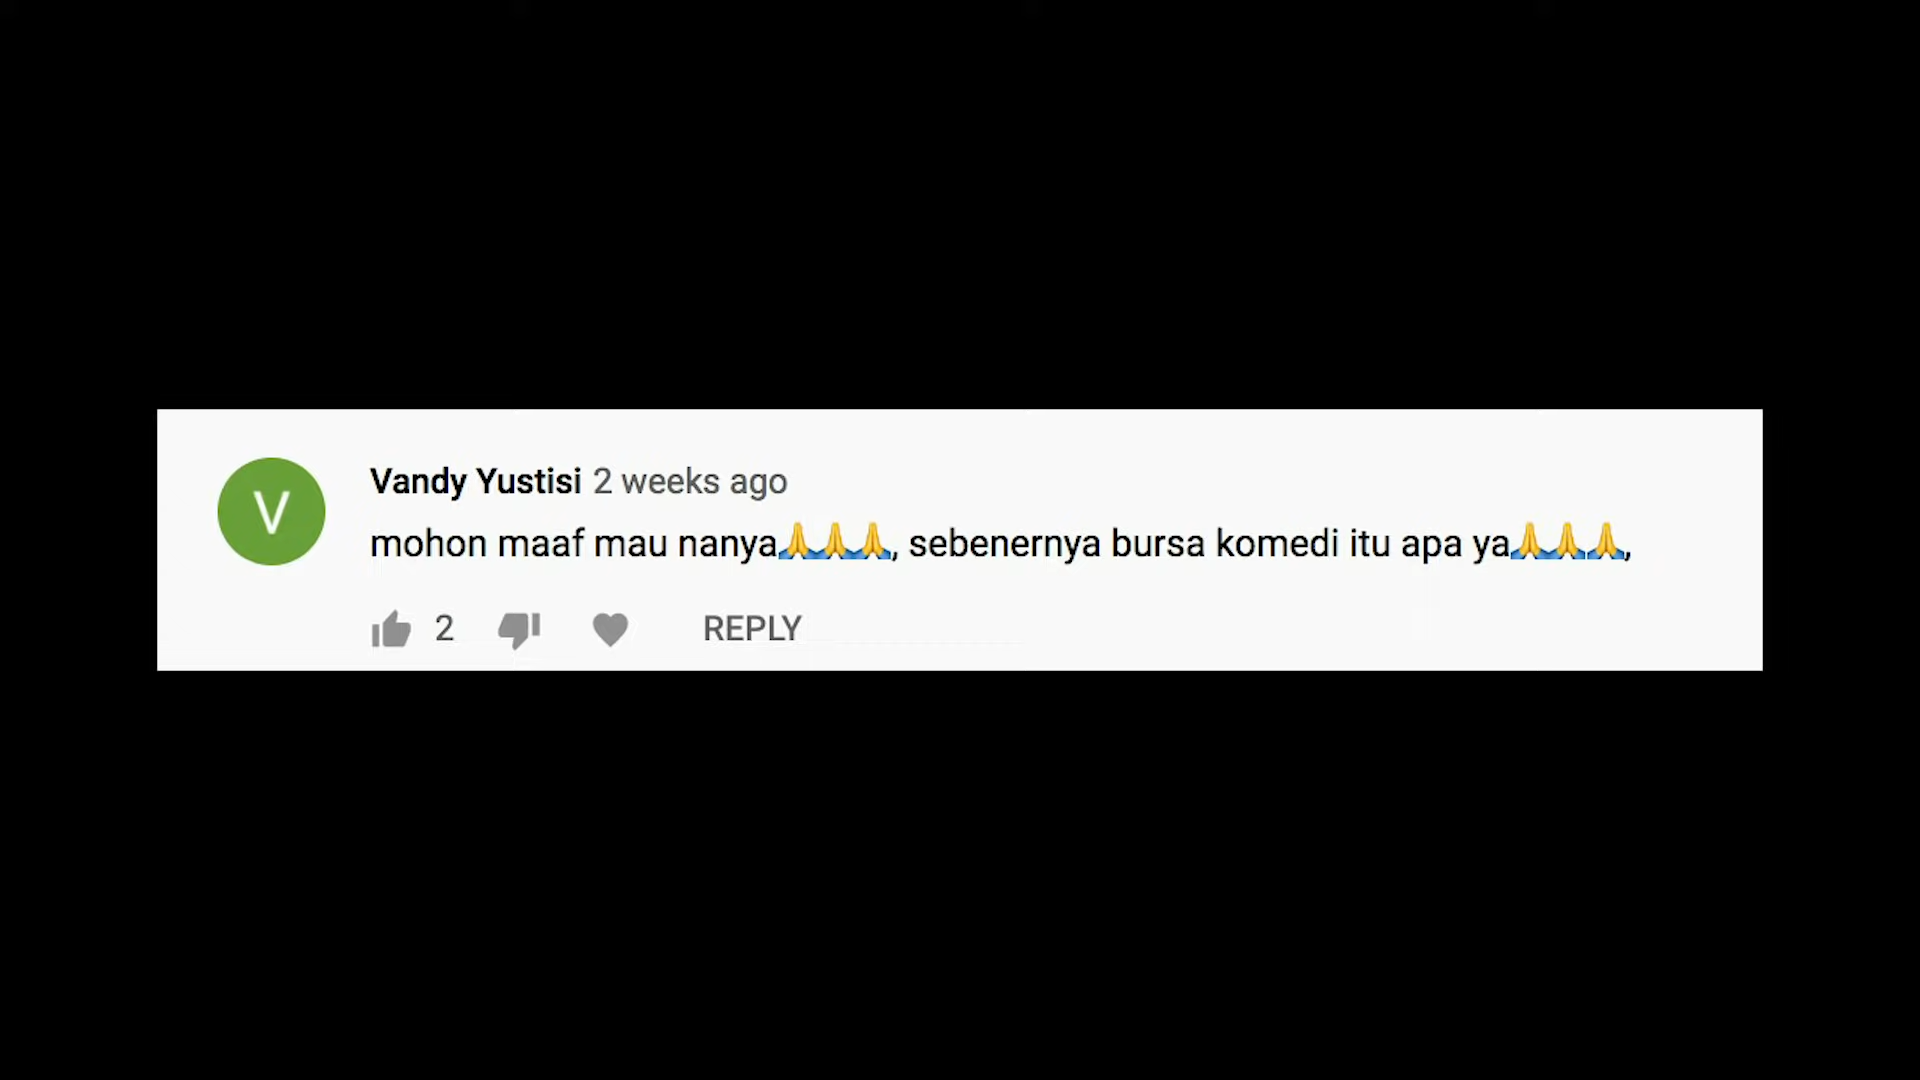 V
Vandy Yustisi 2 weeks ago
mohon maaf mau nanya🙏🙏🙏, sebenernya bursa komedi itu apa ya🙏🙏🙏,
2 REPLY